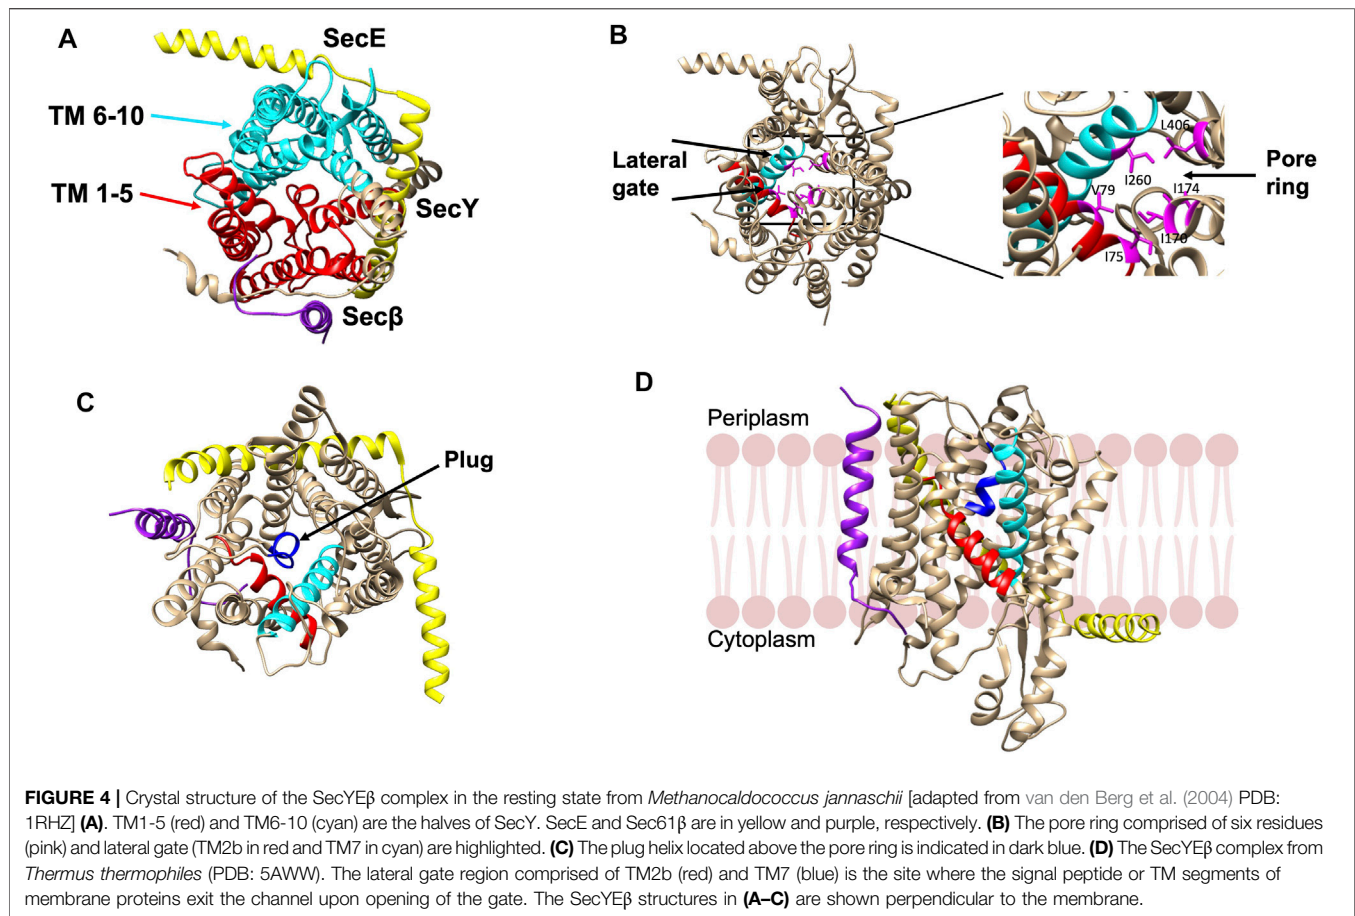 A
SecE
TM 6-10
TM 1-5
SecY
Secβ
B
Lateral
gate
L406
I260
V79
I174
I170
I75
Pore
ring
C
Plug
D
Periplasm
Cytoplasm
FIGURE 4 | Crystal structure of the SecYEβ complex in the resting state from Methanocaldococcus jannaschii [adapted from van den Berg et al. (2004) PDB:
1RHZ] (A). TM1-5 (red) and TM6-10 (cyan) are the halves of SecY. SecE and Sec61β are in yellow and purple, respectively. (B) The pore ring comprised of six residues
(pink) and lateral gate (TM2b in red and TM7 in cyan) are highlighted. (C) The plug helix located above the pore ring is indicated in dark blue. (D) The SecYEβ complex from
Thermus thermophiles (PDB: 5AWW). The lateral gate region comprised of TM2b (red) and TM7 (blue) is the site where the signal peptide or TM segments of
membrane proteins exit the channel upon opening of the gate. The SecYEβ structures in (A–C) are shown perpendicular to the membrane.